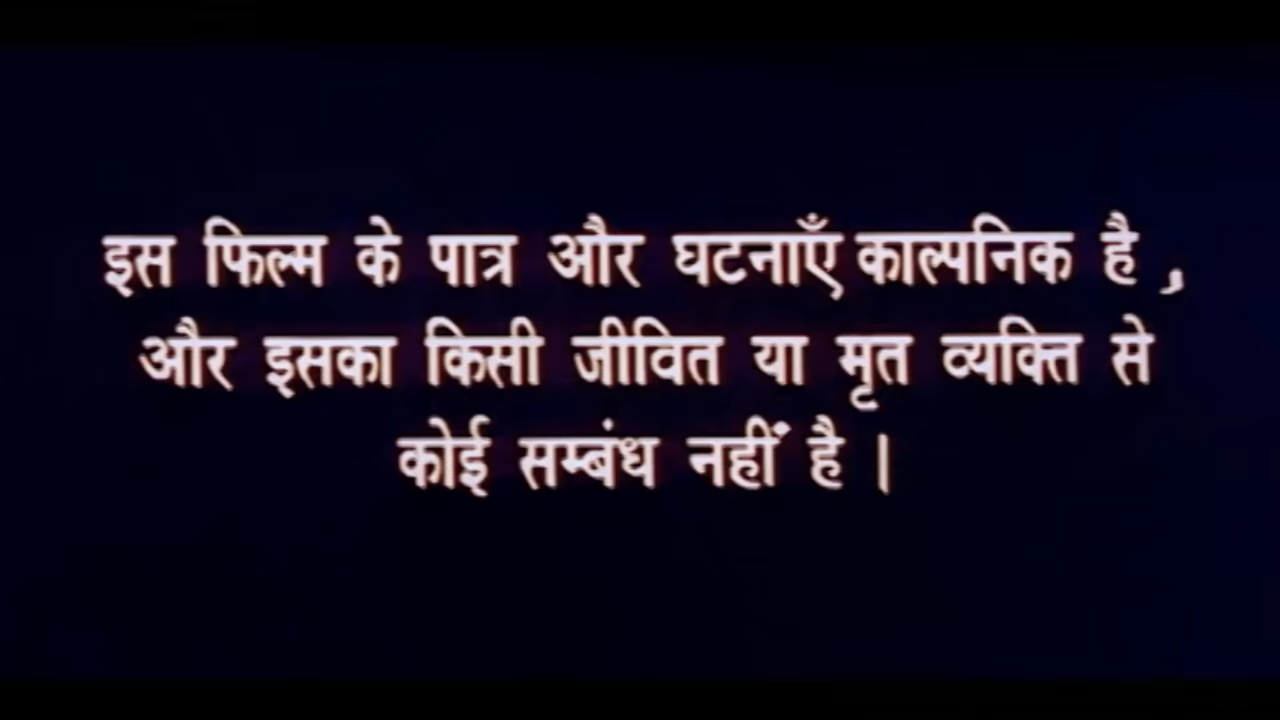 इस फिल्म के पात्र और घटनाएँ काल्पनिक है ,
और इसका किसी जीवित या मृत व्यक्ति से
कोई सम्बंध नहीं है ।